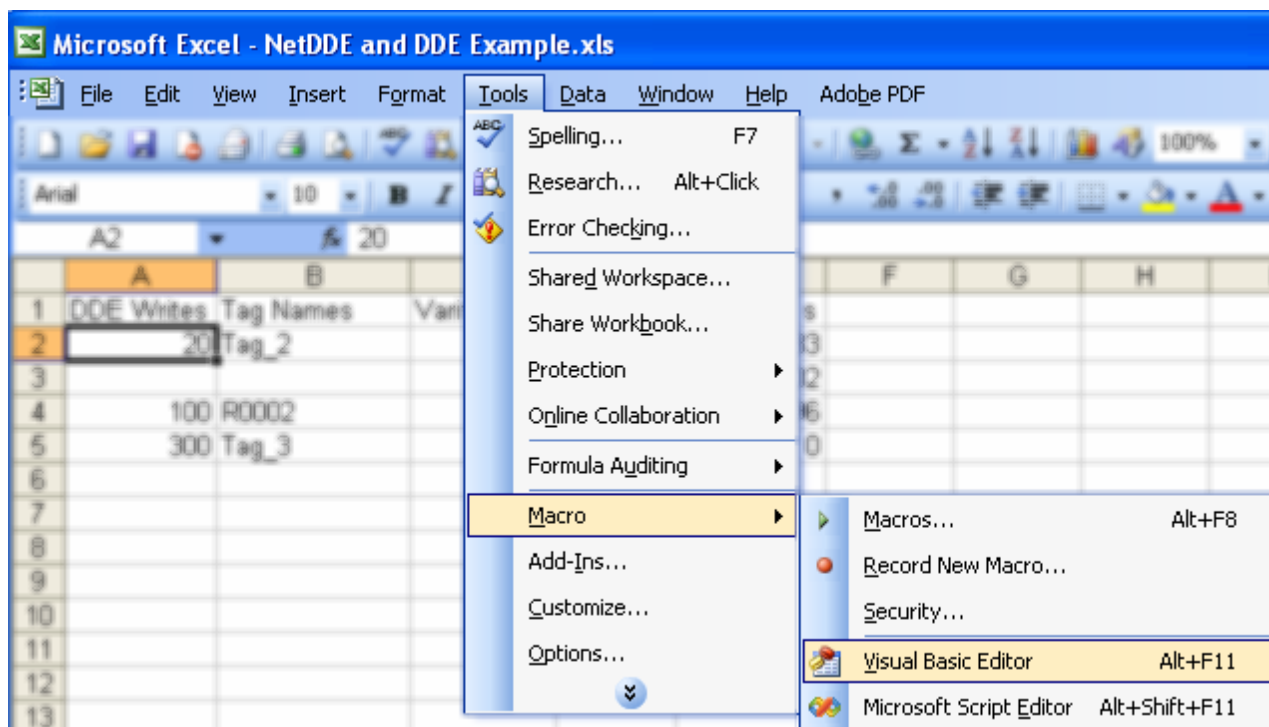 Microsoft Excel - NetDDE and DDE Example.xls
File Edit View Insert Format Tools Data Window Help Adobe PDF
ABC Spelling... F7
100%
Research... Alt+Click
Arial 10 B I
Error Checking...
A2 fx 20
Shared Workspace...
A B F G H
1 DDE Writes Tag Names
Share Workbook...
2 20 Tag_2
Protection
3
4 100 R0002
Online Collaboration
5 300 Tag_3
Formula Auditing
6
7
Macro
Macros... Alt+F8
8
Add-Ins...
Record New Macro...
9
Customize...
Security...
10
11
Options...
Visual Basic Editor Alt+F11
12
Microsoft Script Editor Alt+Shift+F11
13